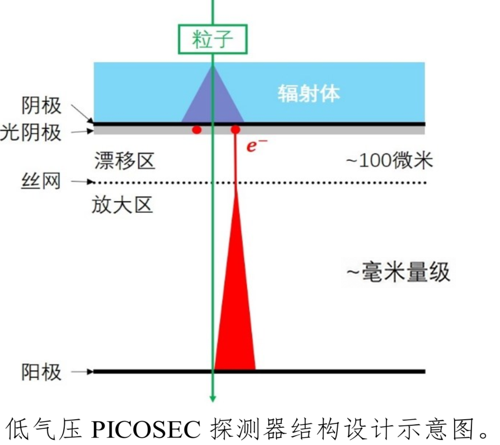 粒子
辐射体
阴极
光阴极
e⁻
漂移区
~100微米
丝网
放大区
~毫米量级
阳极
低气压 PICOSEC 探测器结构设计示意图。